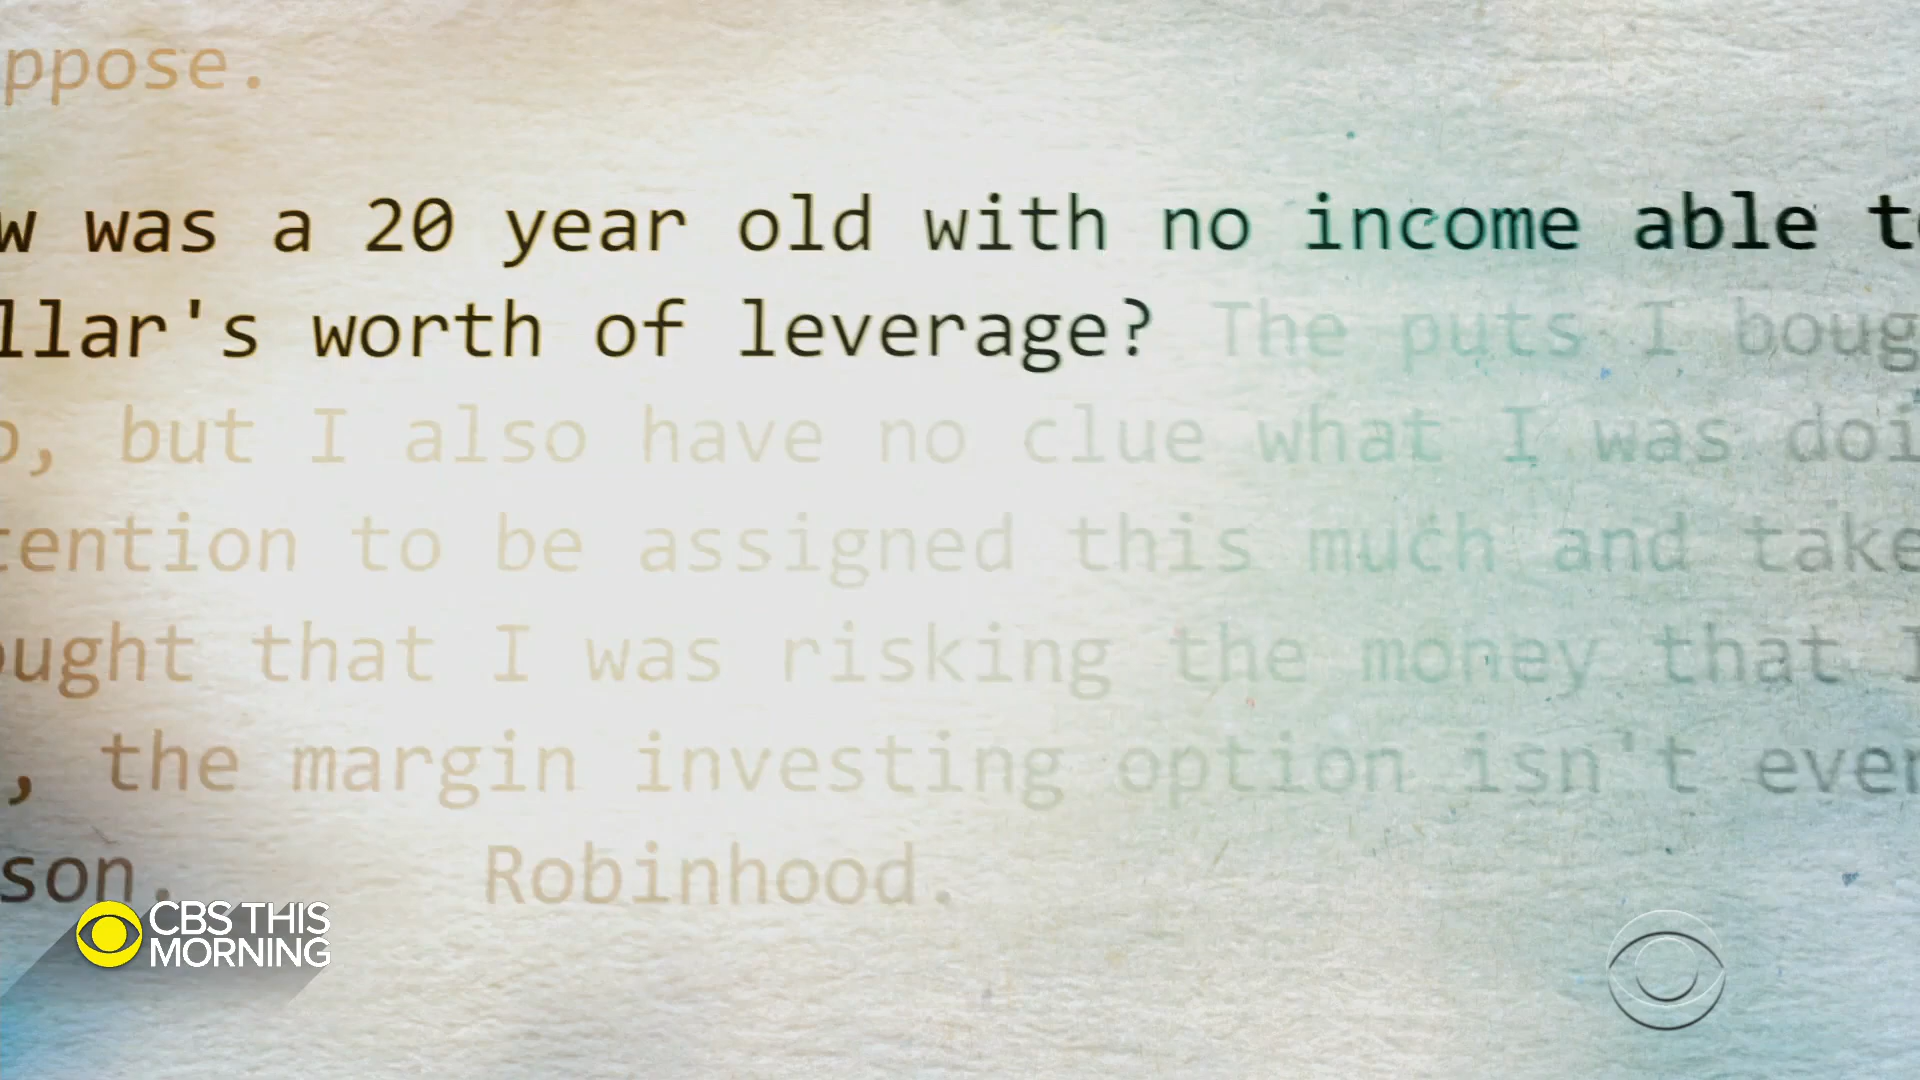 ppose.
w was a 20 year old with no income able t
llar's worth of leverage? The puts I boug
, but I also have no clue what I was doi
tention to be assigned this much and take
ught that I was risking the money that I
, the margin investing option isn't even
son. Robinhood.
CBS THIS
MORNING